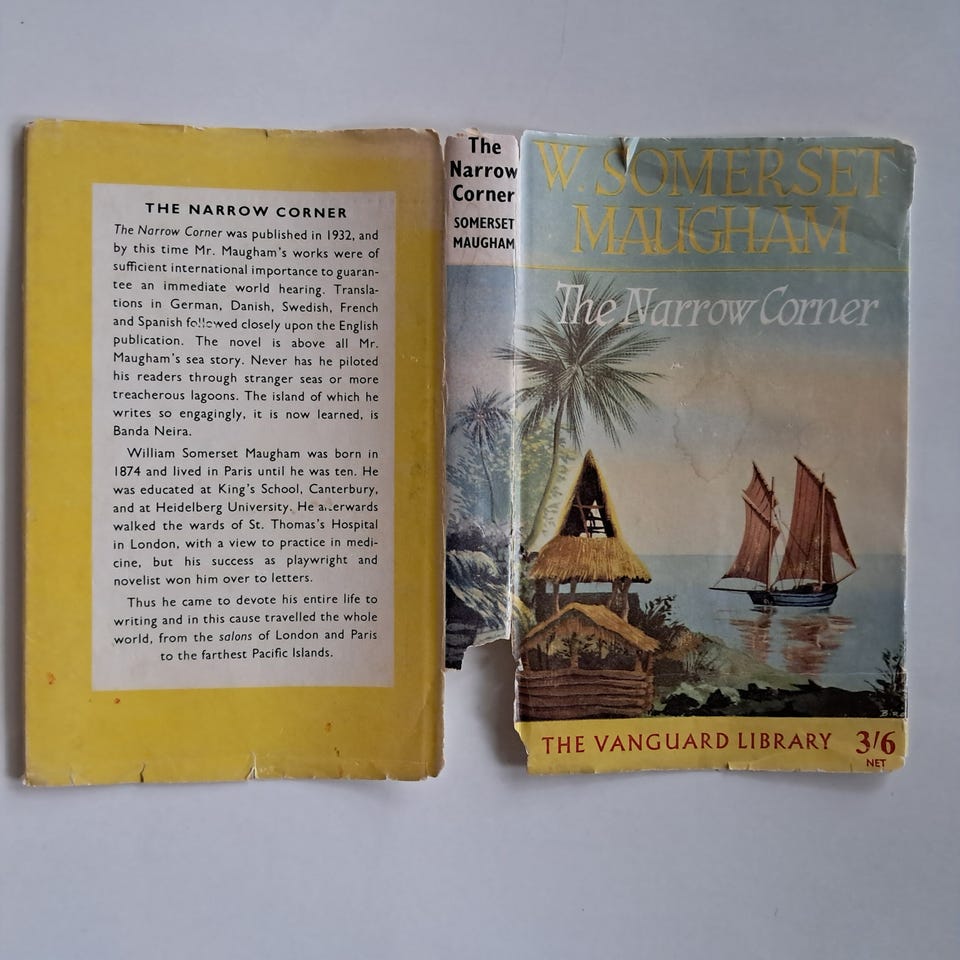 THE NARROW CORNER
The Narrow Corner was published in 1932, and
by this time Mr. Maugham's works were of
sufficient international importance to guaran-
tee an immediate world hearing. Transla-
tions in German, Danish, Swedish, French
and Spanish followed closely upon the English
publication. The novel is above all Mr.
Maugham's sea story. Never has he piloted
his readers through stranger seas or more
treacherous lagoons. The island of which he
writes so engagingly, it is now learned, is
Banda Neira.
William Somerset Maugham was born in
1874 and lived in Paris until he was ten. He
was educated at King's School, Canterbury,
and at Heidelberg University. He afterwards
walked the wards of St. Thomas's Hospital
in London, with a view to practice in medi-
cine, but his success as playwright and
novelist won him over to letters.
Thus he came to devote his entire life to
writing and in this cause travelled the whole
world, from the salons of London and Paris
to the farthest Pacific Islands.
The
Narrow
Corner
SOMERSET
MAUGHAM
W. SOMERSET
MAUGHAM
The Narrow Corner
THE VANGUARD LIBRARY 3/6
NET